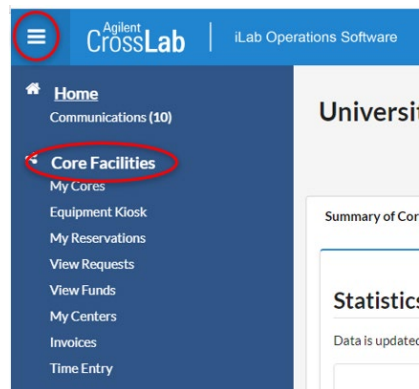 Agilent
CrossLab
iLab Operations Software
Home
Communications (10)
Core Facilities
My Cores
Equipment Kiosk
My Reservations
View Requests
View Funds
My Centers
Invoices
Time Entry
Universit
Summary of Cor
Statistics
Data is updated